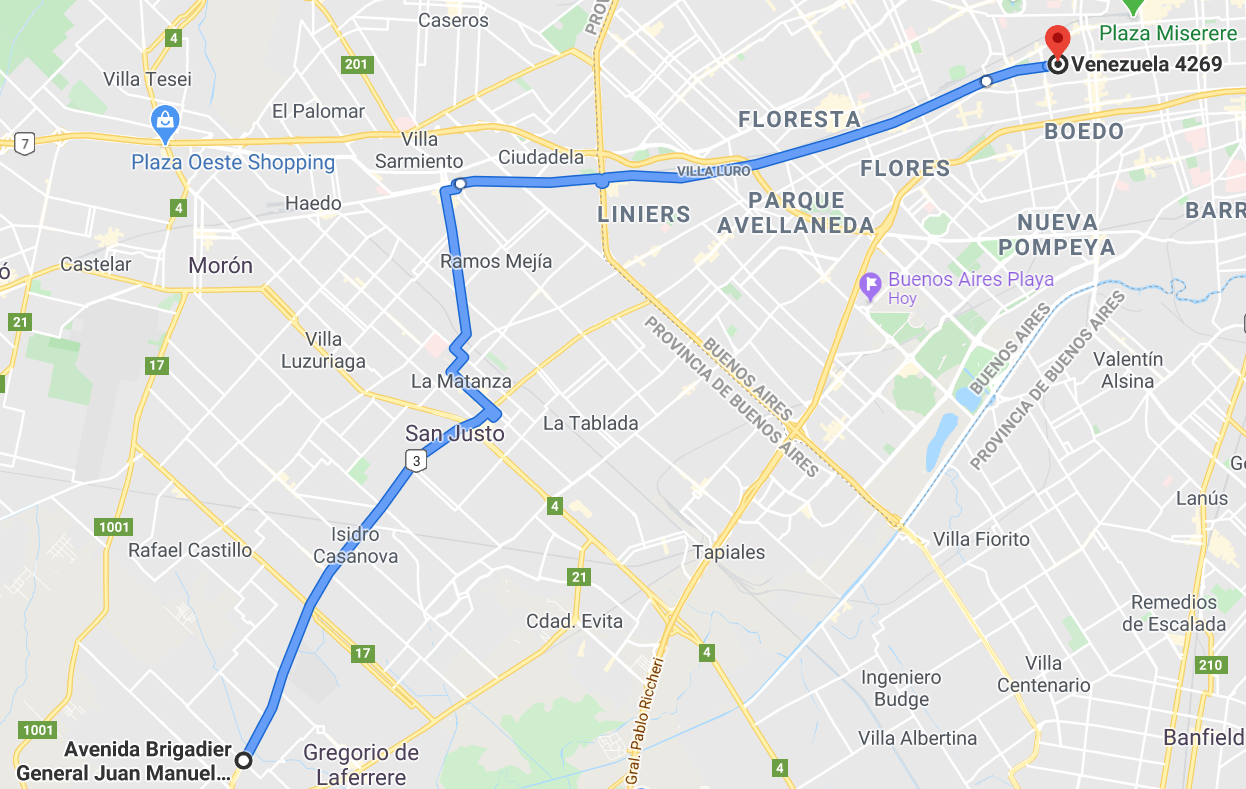 Caseros
PROV
Plaza Miserere
4
201
Villa Tesei
Venezuela 4269
El Palomar
FLORESTA
BOEDO
7
Villa
Sarmiento
Ciudadela
Plaza Oeste Shopping
FLORES
VILLA LURO
4
Haedo
LINIERS
PARQUE
AVELLANEDA
BARR
NUEVA
POMPEYA
ó
Castelar
Morón
Ramos Mejía
Buenos Aires Playa
Hoy
21
Villa
Luzuriaga
17
BUENOS AIRES
PROVINCIA DE BUENOS AIRES
BUENOS AIRES
PROVINCIA DE BUENOS AIRES
Valentín
Alsina
La Matanza
San Justo
La Tablada
3
Lanús
4
1001
Isidro
Casanova
Rafael Castillo
Villa Fiorito
Tapiales
21
Cdad. Evita
Remedios
de Escalada
17
4
210
Villa
Centenario
Ingeniero
Budge
Gral. Pablo Riccheri
1001
Avenida Brigadier
General Juan Manuel...
Gregorio de
Laferrere
Villa Albertina
Banfield
4